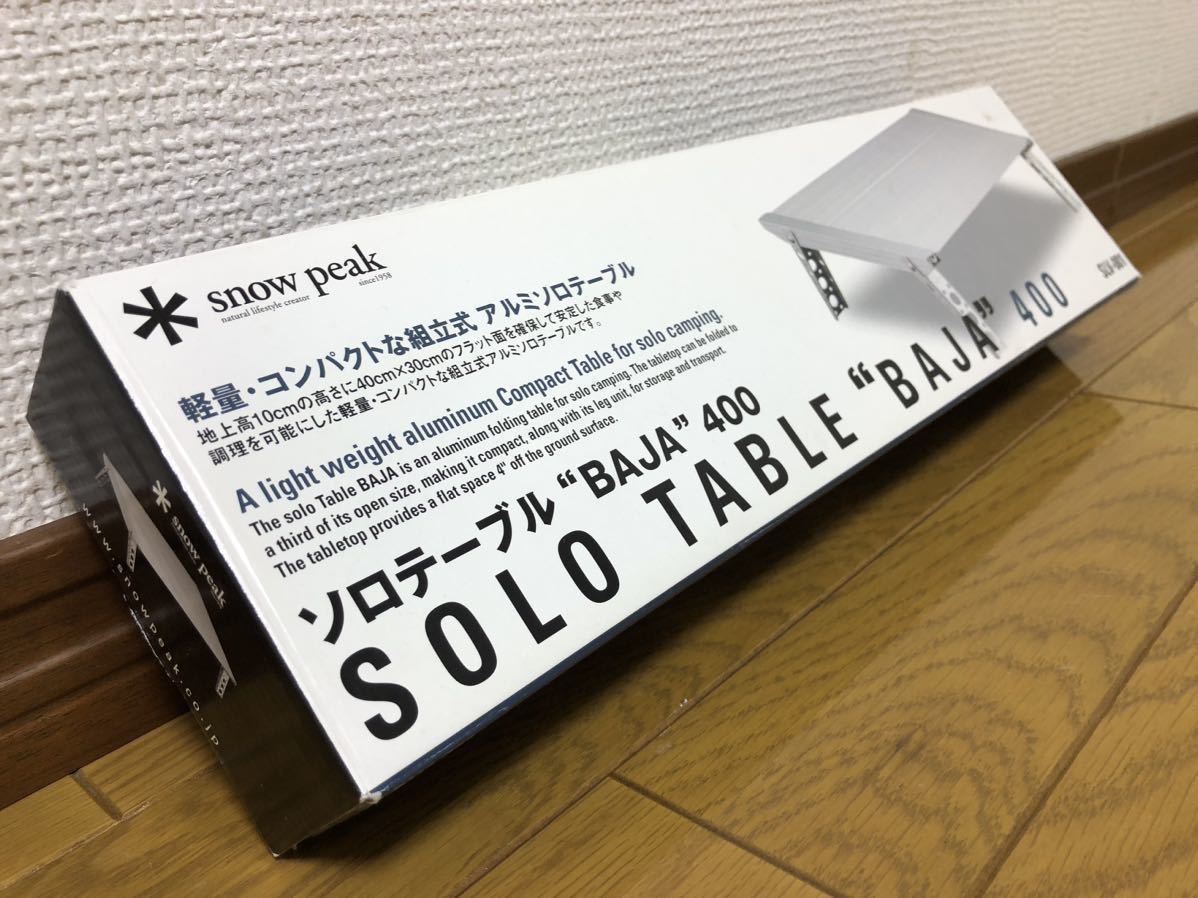 snow peak
natural lifestyle creator since1958
軽量・コンパクトな組立式 アルミソロテーブル
地上高10cmの高さに40cm×30cmのフラット面を確保して安定した食事や
調理を可能にした軽量・コンパクトな組立式アルミソロテーブルです。
A light weight aluminum Compact Table for solo camping.
The solo Table BAJA is an aluminum folding table for solo camping. The tabletop can be folded to
a third of its open size, making it compact, along with its leg unit, for storage and transport.
The tabletop provides a flat space 4" off the ground surface.
ソロテーブル “BAJA” 400
SOLO TABLE “BAJA” 400
snow peak
www.snowpeak.co.jp